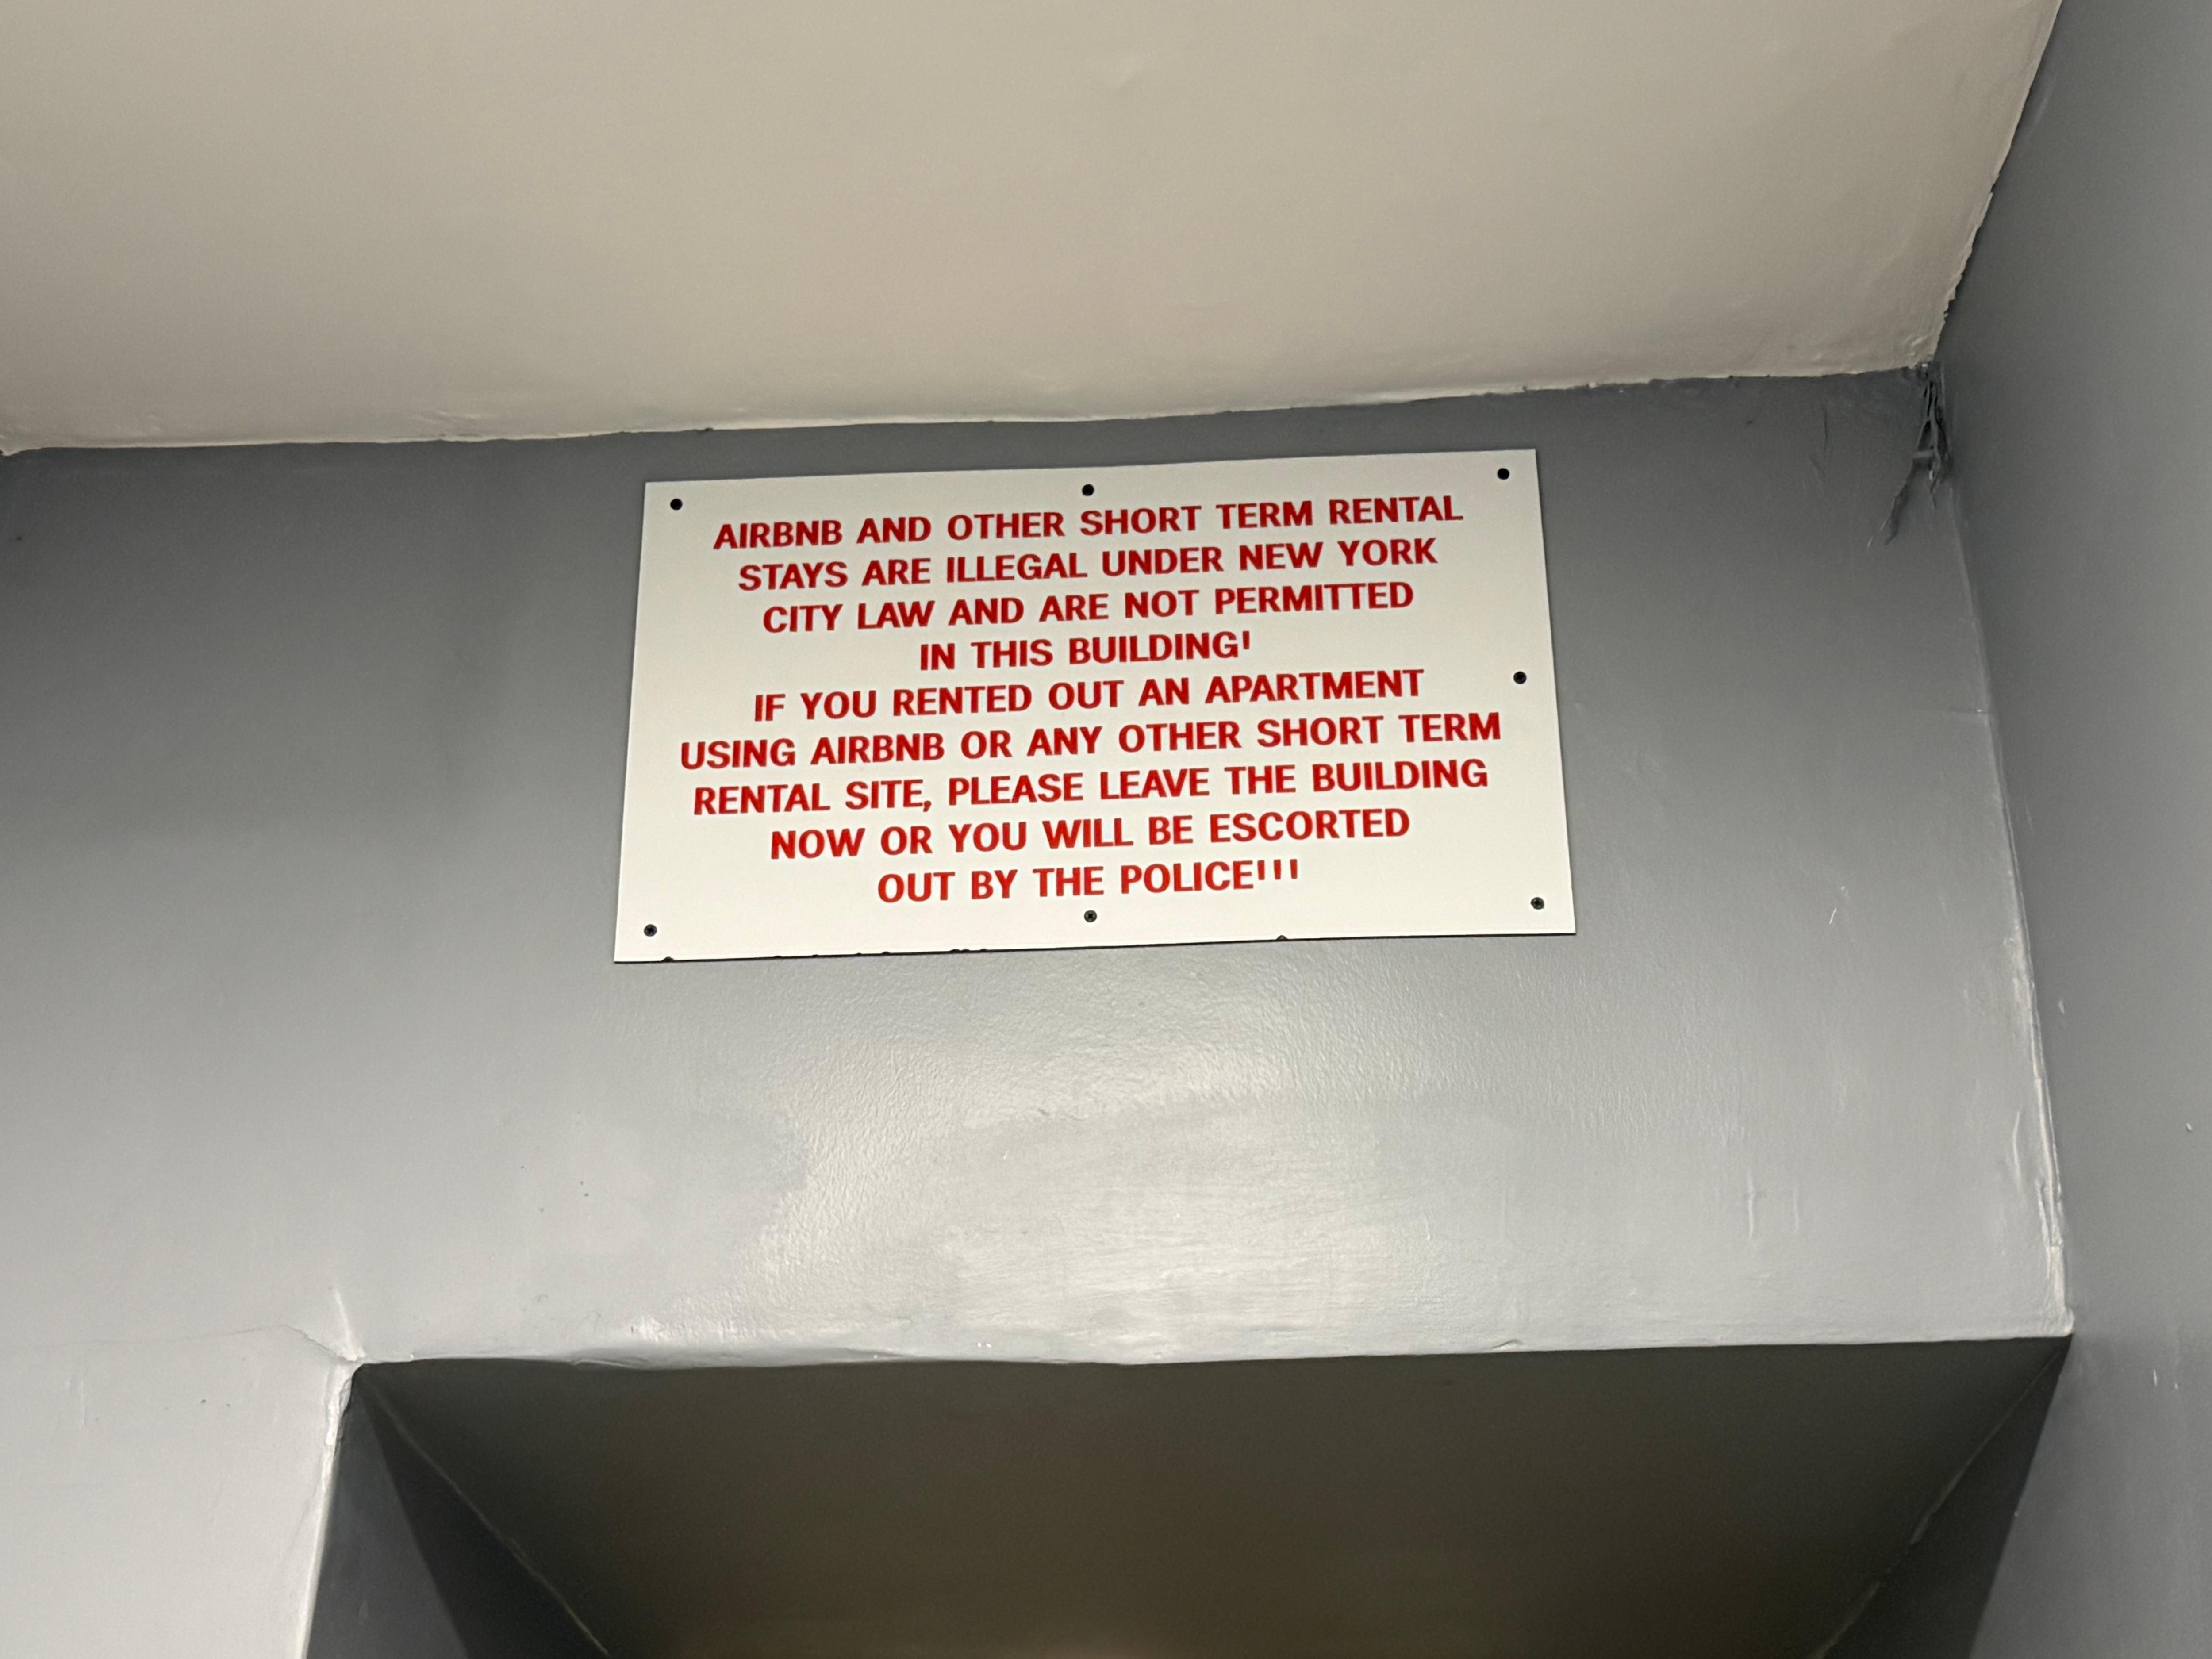 AIRBNB AND OTHER SHORT TERM RENTAL
STAYS ARE ILLEGAL UNDER NEW YORK
CITY LAW AND ARE NOT PERMITTED
IN THIS BUILDING!
IF YOU RENTED OUT AN APARTMENT
USING AIRBNB OR ANY OTHER SHORT TERM
RENTAL SITE, PLEASE LEAVE THE BUILDING
NOW OR YOU WILL BE ESCORTED
OUT BY THE POLICE!!!